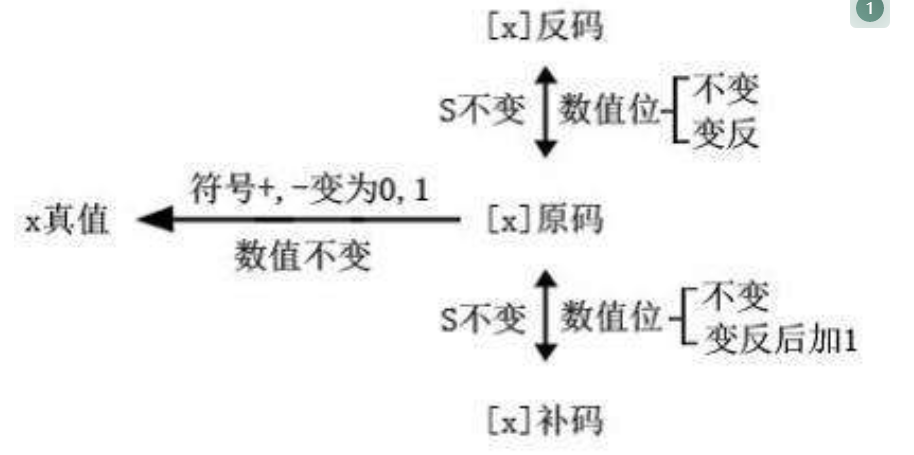 1
[x]反码
S不变
数值位
不变
变反
符号+,-变为0,1
x真值
[x]原码
数值不变
S不变
数值位
不变
变反后加1
[x]补码